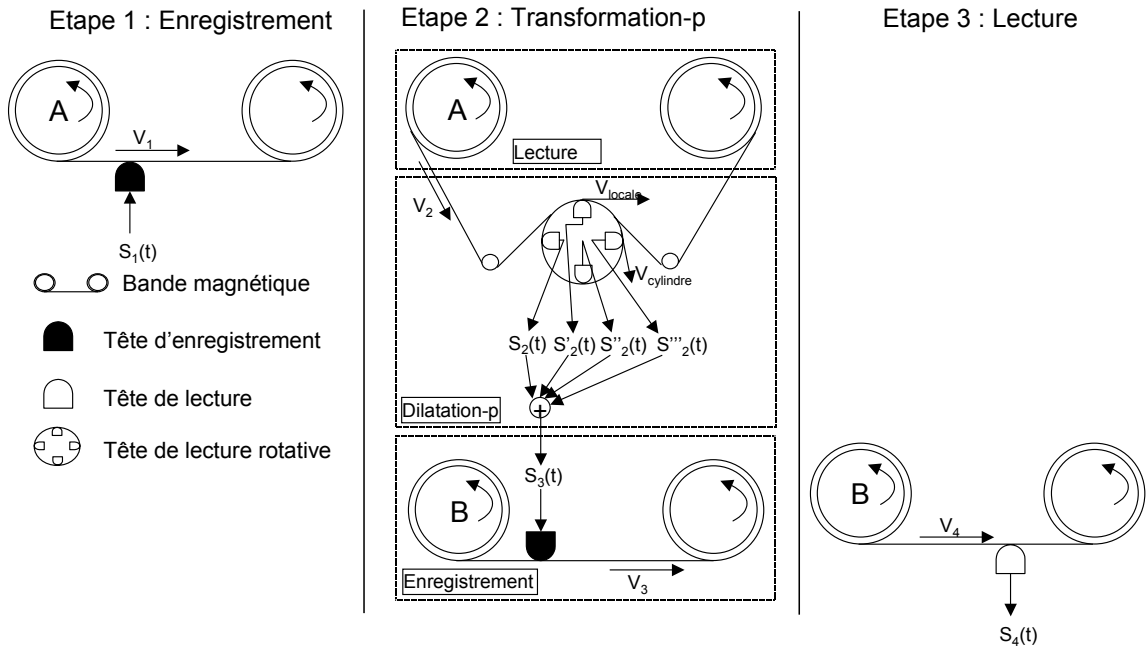 Etape 1 : Enregistrement
A
V1
S1(t)
Bande magnétique
Tête d'enregistrement
Tête de lecture
Tête de lecture rotative
Etape 2 : Transformation-p
A
Lecture
V2
Vlocale
Vcylindre
S2(t) S'2(t) S''2(t) S'''2(t)
+
Dilatation-p
S3(t)
B
Enregistrement
V3
Etape 3 : Lecture
B
V4
S4(t)